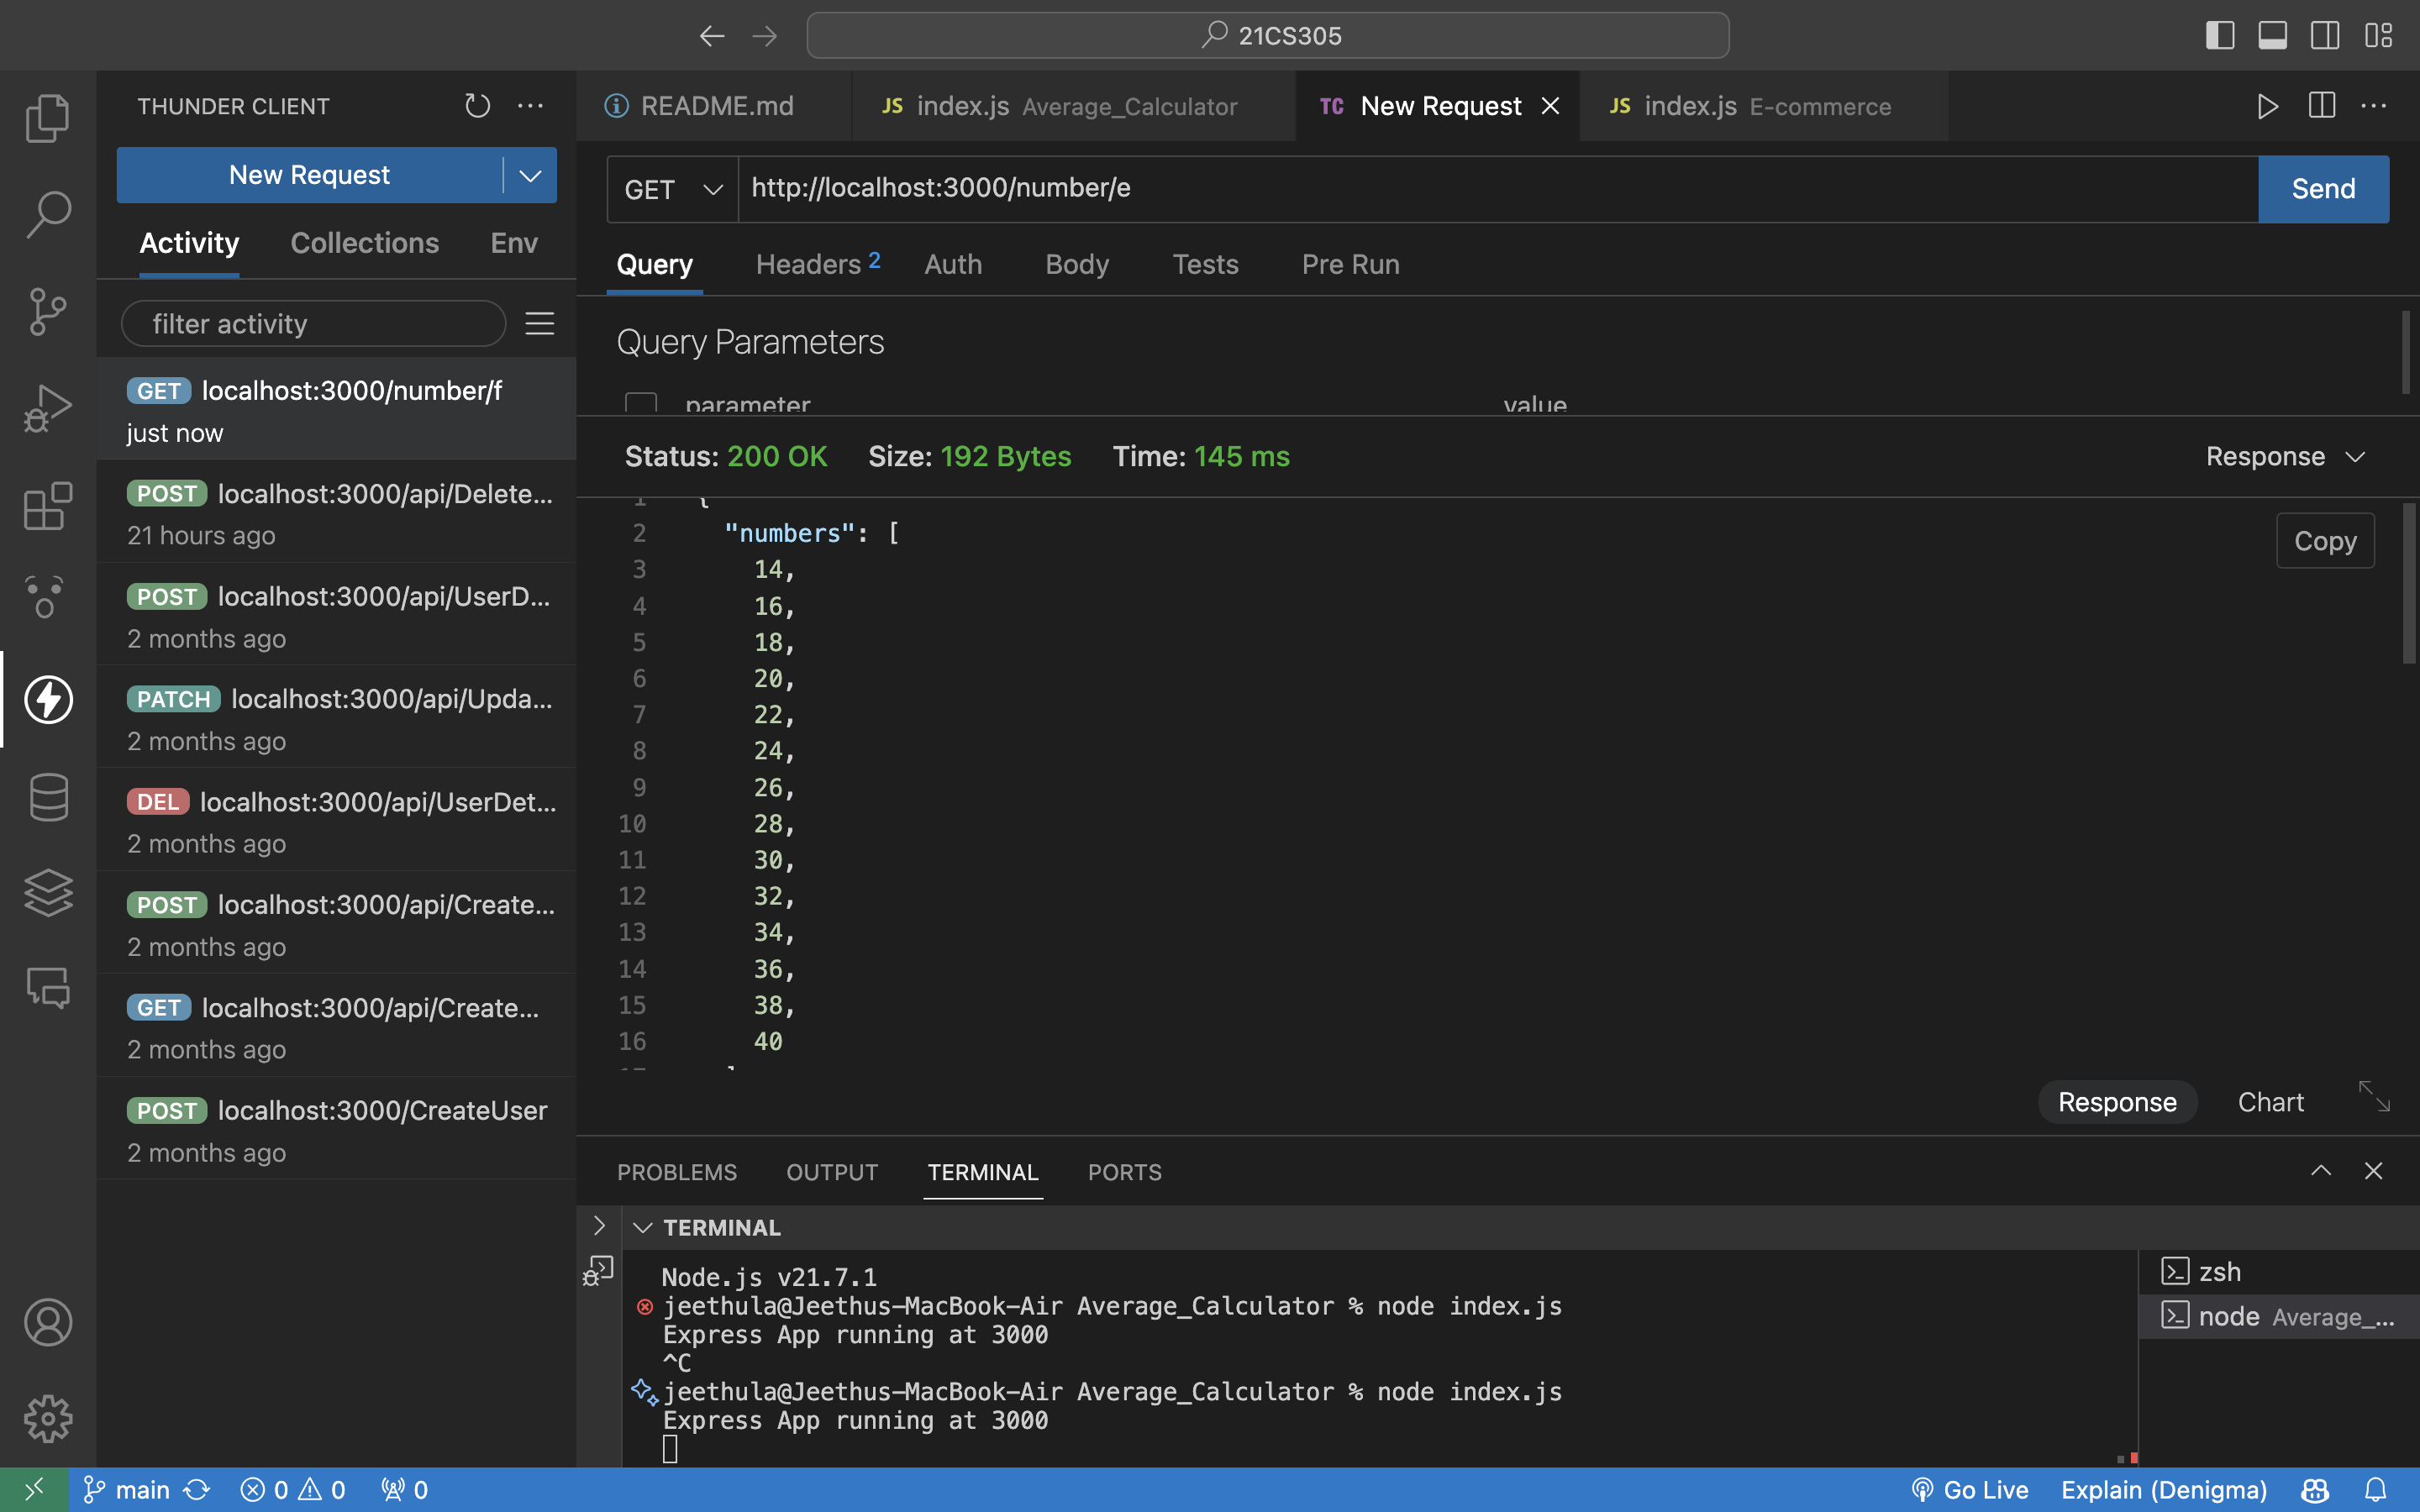 21CS305
THUNDER CLIENT
New Request
Activity Collections Env
filter activity
GET localhost:3000/number/f
just now
POST localhost:3000/api/Delete...
21 hours ago
POST localhost:3000/api/UserD...
2 months ago
PATCH localhost:3000/api/Upda...
2 months ago
DEL localhost:3000/api/UserDet...
2 months ago
POST localhost:3000/api/Create...
2 months ago
GET localhost:3000/api/Create...
2 months ago
POST localhost:3000/CreateUser
2 months ago
README.md JS index.js Average_Calculator TC New Request JS index.js E-commerce
GET http://localhost:3000/number/e Send
Query Headers 2 Auth Body Tests Pre Run
Query Parameters
parameter value
Status: 200 OK Size: 192 Bytes Time: 145 ms Response
1 {
2 "numbers": [
Copy
3 14,
4 16,
5 18,
6 20,
7 22,
8 24,
9 26,
10 28,
11 30,
12 32,
13 34,
14 36,
15 38,
16 40
Response Chart
PROBLEMS OUTPUT TERMINAL PORTS
TERMINAL
Node.js v21.7.1
jeethula@Jeethus-MacBook-Air Average_Calculator % node index.js
Express App running at 3000
^C
jeethula@Jeethus-MacBook-Air Average_Calculator % node index.js
Express App running at 3000
zsh
node Average_...
main 0 0 0 Go Live Explain (Denigma)